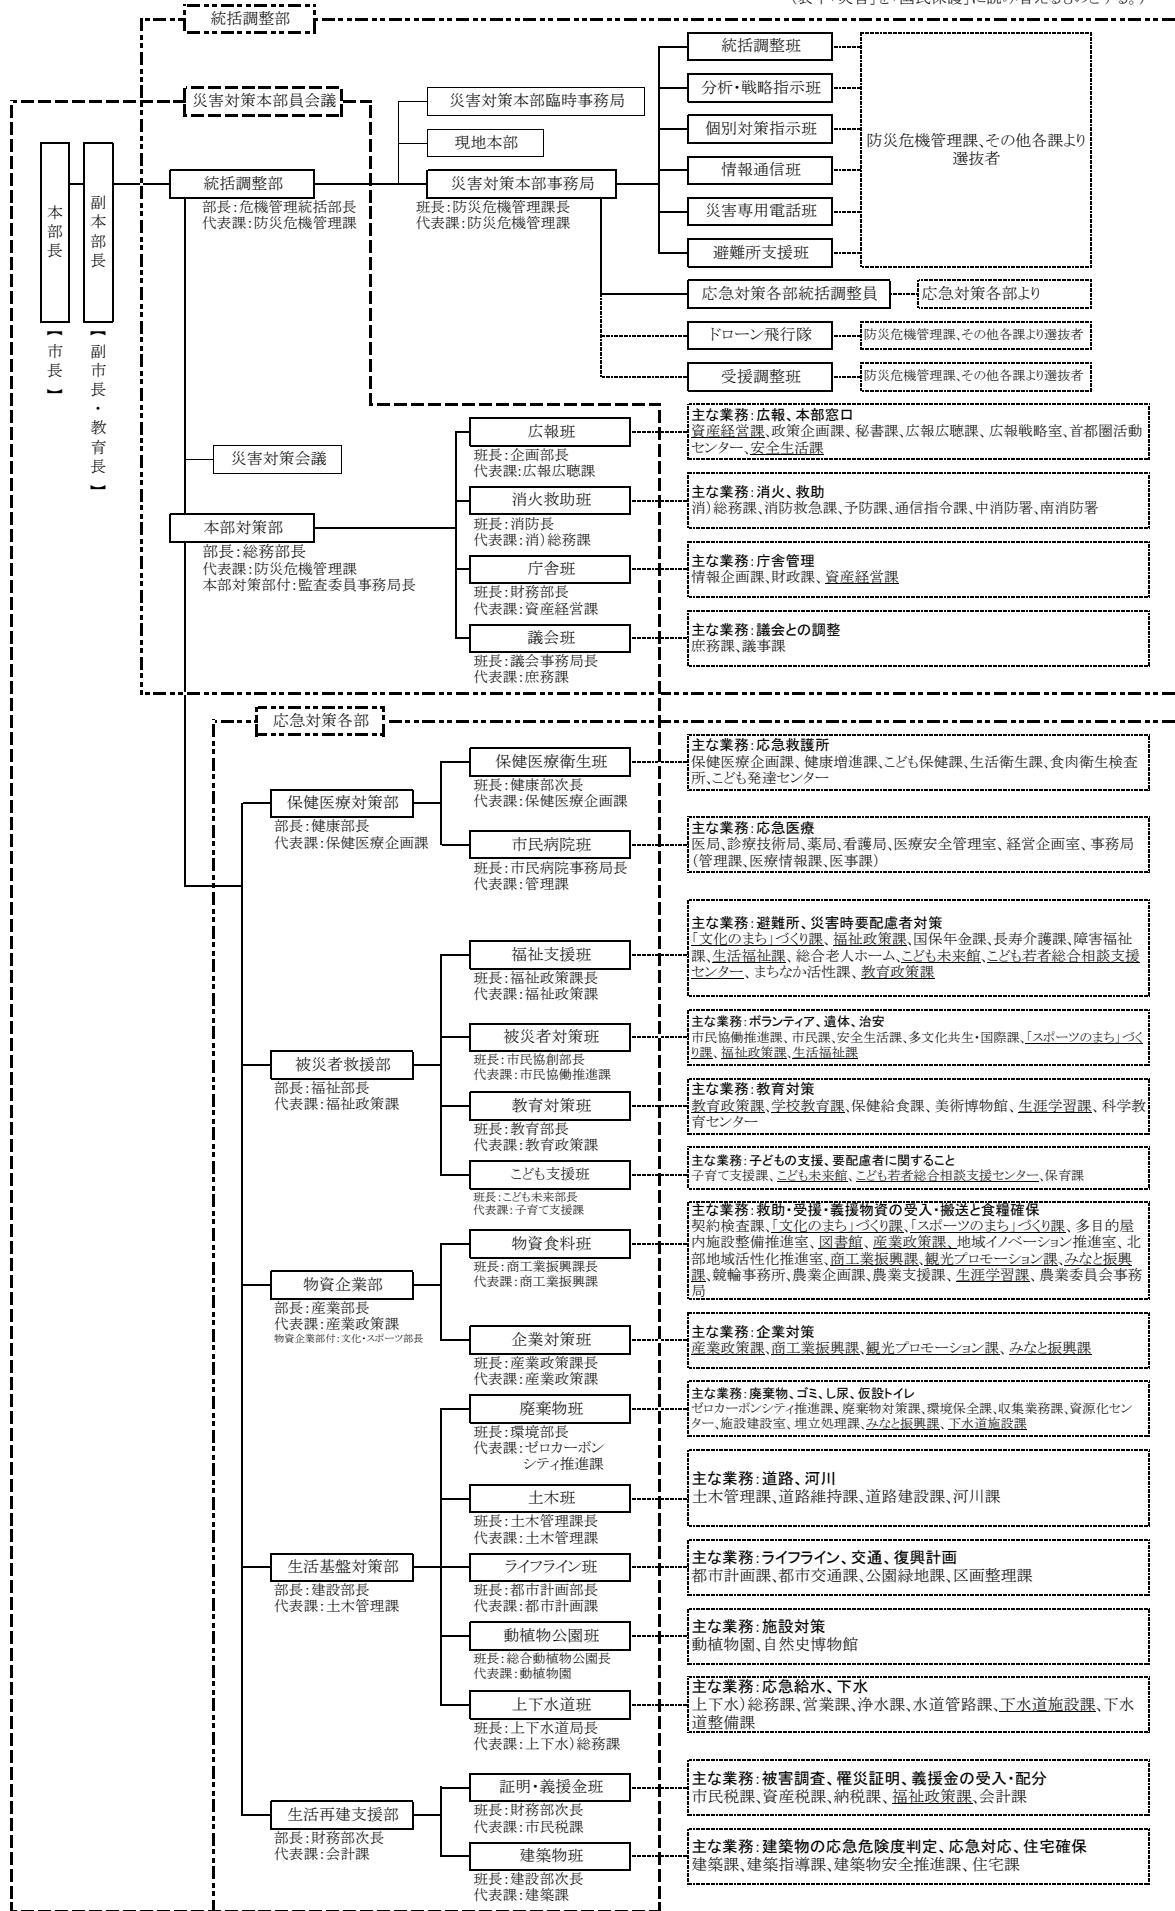 統括調整部
災害対策本部員会議
本部長
【市長】
副本部長
【副市長・教育長】
統括調整部
部長:危機管理統括部長
代表課:防災危機管理課
災害対策本部臨時事務局
現地本部
災害対策本部事務局
班長:防災危機管理課長
代表課:防災危機管理課
統括調整班
分析・戦略指示班
個別対策指示班
情報通信班
災害専用電話班
避難所支援班
防災危機管理課、その他各課より
選抜者
応急対策各部統括調整員
応急対策各部より
ドローン飛行隊
防災危機管理課、その他各課より選抜者
受援調整班
防災危機管理課、その他各課より選抜者
災害対策会議
本部対策部
部長:総務部長
代表課:防災危機管理課
本部対策部付:監査委員事務局長
広報班
班長:企画部長
代表課:広報広聴課
主な業務:広報、本部窓口
資産経営課、政策企画課、秘書課、広報広聴課、広報戦略室、首都圏活動
センター、安全生活課
消火救助班
班長:消防長
代表課:消)総務課
主な業務:消火、救助
消)総務課、消防救急課、予防課、通信指令課、中消防署、南消防署
庁舎班
班長:財務部長
代表課:資産経営課
主な業務:庁舎管理
情報企画課、財政課、資産経営課
議会班
班長:議会事務局長
代表課:庶務課
主な業務:議会との調整
庶務課、議事課
応急対策各部
保健医療対策部
部長:健康部長
代表課:保健医療企画課
保健医療衛生班
班長:健康部次長
代表課:保健医療企画課
主な業務:応急救護所
保健医療企画課、健康増進課、こども保健課、生活衛生課、食肉衛生検査
所、こども発達センター
市民病院班
班長:市民病院事務局長
代表課:管理課
主な業務:応急医療
医局、診療技術局、薬局、看護局、医療安全管理室、経営企画室、事務局
(管理課、医療情報課、医事課)
被災者救援部
部長:福祉部長
代表課:福祉政策課
福祉支援班
班長:福祉政策課長
代表課:福祉政策課
主な業務:避難所、災害時要配慮者対策
「文化のまち」づくり課、福祉政策課、国保年金課、長寿介護課、障害福祉
課、生活福祉課、総合老人ホーム、こども未来館、こども若者総合相談支援
センター、まちなか活性課、教育政策課
被災者対策班
班長:市民協創部長
代表課:市民協働推進課
主な業務:ボランティア、遺体、治安
市民協働推進課、市民課、安全生活課、多文化共生・国際課、「スポーツのまち」づく
り課、福祉政策課、生活福祉課
教育対策班
班長:教育部長
代表課:教育政策課
主な業務:教育対策
教育政策課、学校教育課、保健給食課、美術博物館、生涯学習課、科学教
育センター
こども支援班
班長:こども未来部長
代表課:子育て支援課
主な業務:子どもの支援、要配慮者に関すること
子育て支援課、こども未来館、こども若者総合相談支援センター、保育課
物資企業部
部長:産業部長
代表課:産業政策課
物資企業部付:文化・スポーツ部長
物資食料班
班長:商工業振興課長
代表課:商工業振興課
主な業務:救助・受援・義援物資の受入・搬送と食糧確保
契約検査課、「文化のまち」づくり課、「スポーツのまち」づくり課、多目的屋
内施設整備推進室、図書館、産業政策課、地域イノベーション推進室、北
部地域活性化推進室、商工業振興課、観光プロモーション課、みなと振興
課、競輪事務所、農業企画課、農業支援課、生涯学習課、農業委員会事務
局
企業対策班
班長:産業政策課長
代表課:産業政策課
主な業務:企業対策
産業政策課、商工業振興課、観光プロモーション課、みなと振興課
生活基盤対策部
部長:建設部長
代表課:土木管理課
廃棄物班
班長:環境部長
代表課:ゼロカーボン
シティ推進課
主な業務:廃棄物、ゴミ、し尿、仮設トイレ
ゼロカーボンシティ推進課、廃棄物対策課、環境保全課、収集業務課、資源化セン
ター、施設建設室、埋立処理課、みなと振興課、下水道施設課
土木班
班長:土木管理課長
代表課:土木管理課
主な業務:道路、河川
土木管理課、道路維持課、道路建設課、河川課
ライフライン班
班長:都市計画部長
代表課:都市計画課
主な業務:ライフライン、交通、復興計画
都市計画課、都市交通課、公園緑地課、区画整理課
動植物公園班
班長:総合動植物公園長
代表課:動植物園
主な業務:施設対策
動植物園、自然史博物館
上下水道班
班長:上下水道局長
代表課:上下水)総務課
主な業務:応急給水、下水
上下水)総務課、営業課、浄水課、水道管路課、下水道施設課、下水
道整備課
生活再建支援部
部長:財務部次長
代表課:会計課
証明・義援金班
班長:財務部次長
代表課:市民税課
主な業務:被害調査、罹災証明、義援金の受入・配分
市民税課、資産税課、納税課、福祉政策課、会計課
建築物班
班長:建設部次長
代表課:建築課
主な業務:建築物の応急危険度判定、応急対応、住宅確保
建築課、建築指導課、建築物安全推進課、住宅課